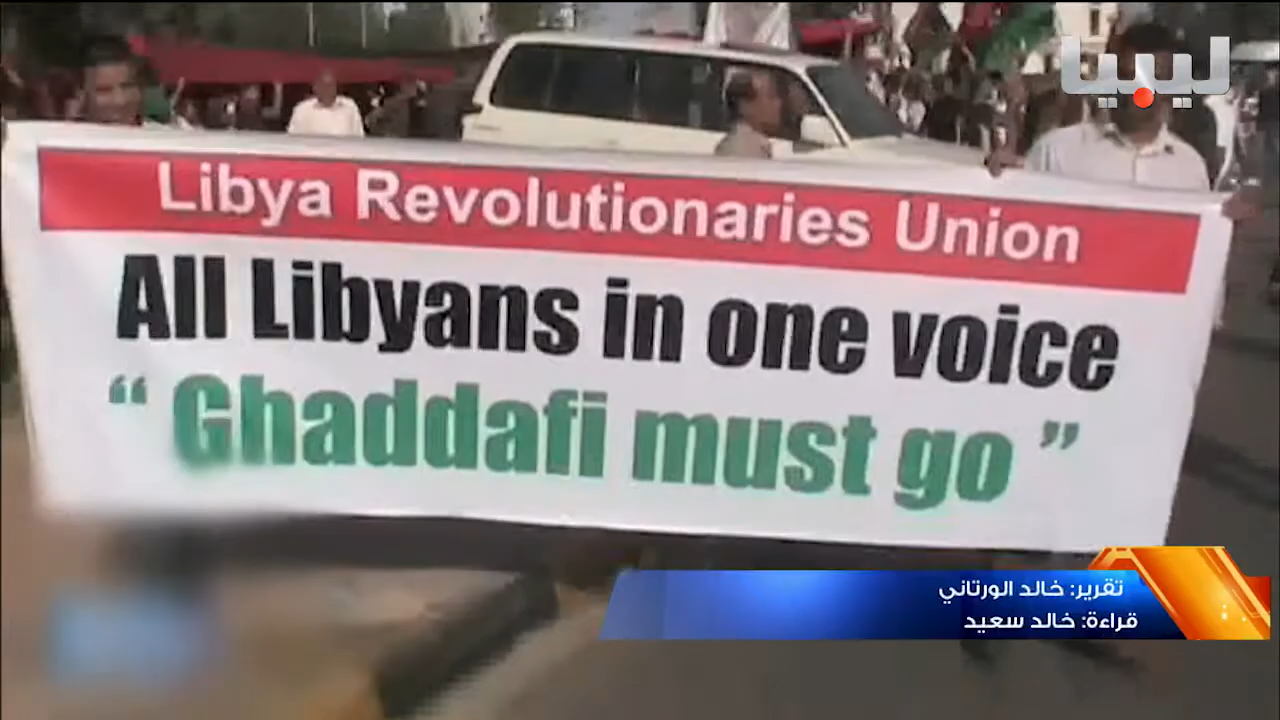 ليبيا
Libya Revolutionaries Union
All Libyans in one voice
“ Ghaddafi must go ”
تقرير: خالد الورتاني
قراءة: خالد سعيد